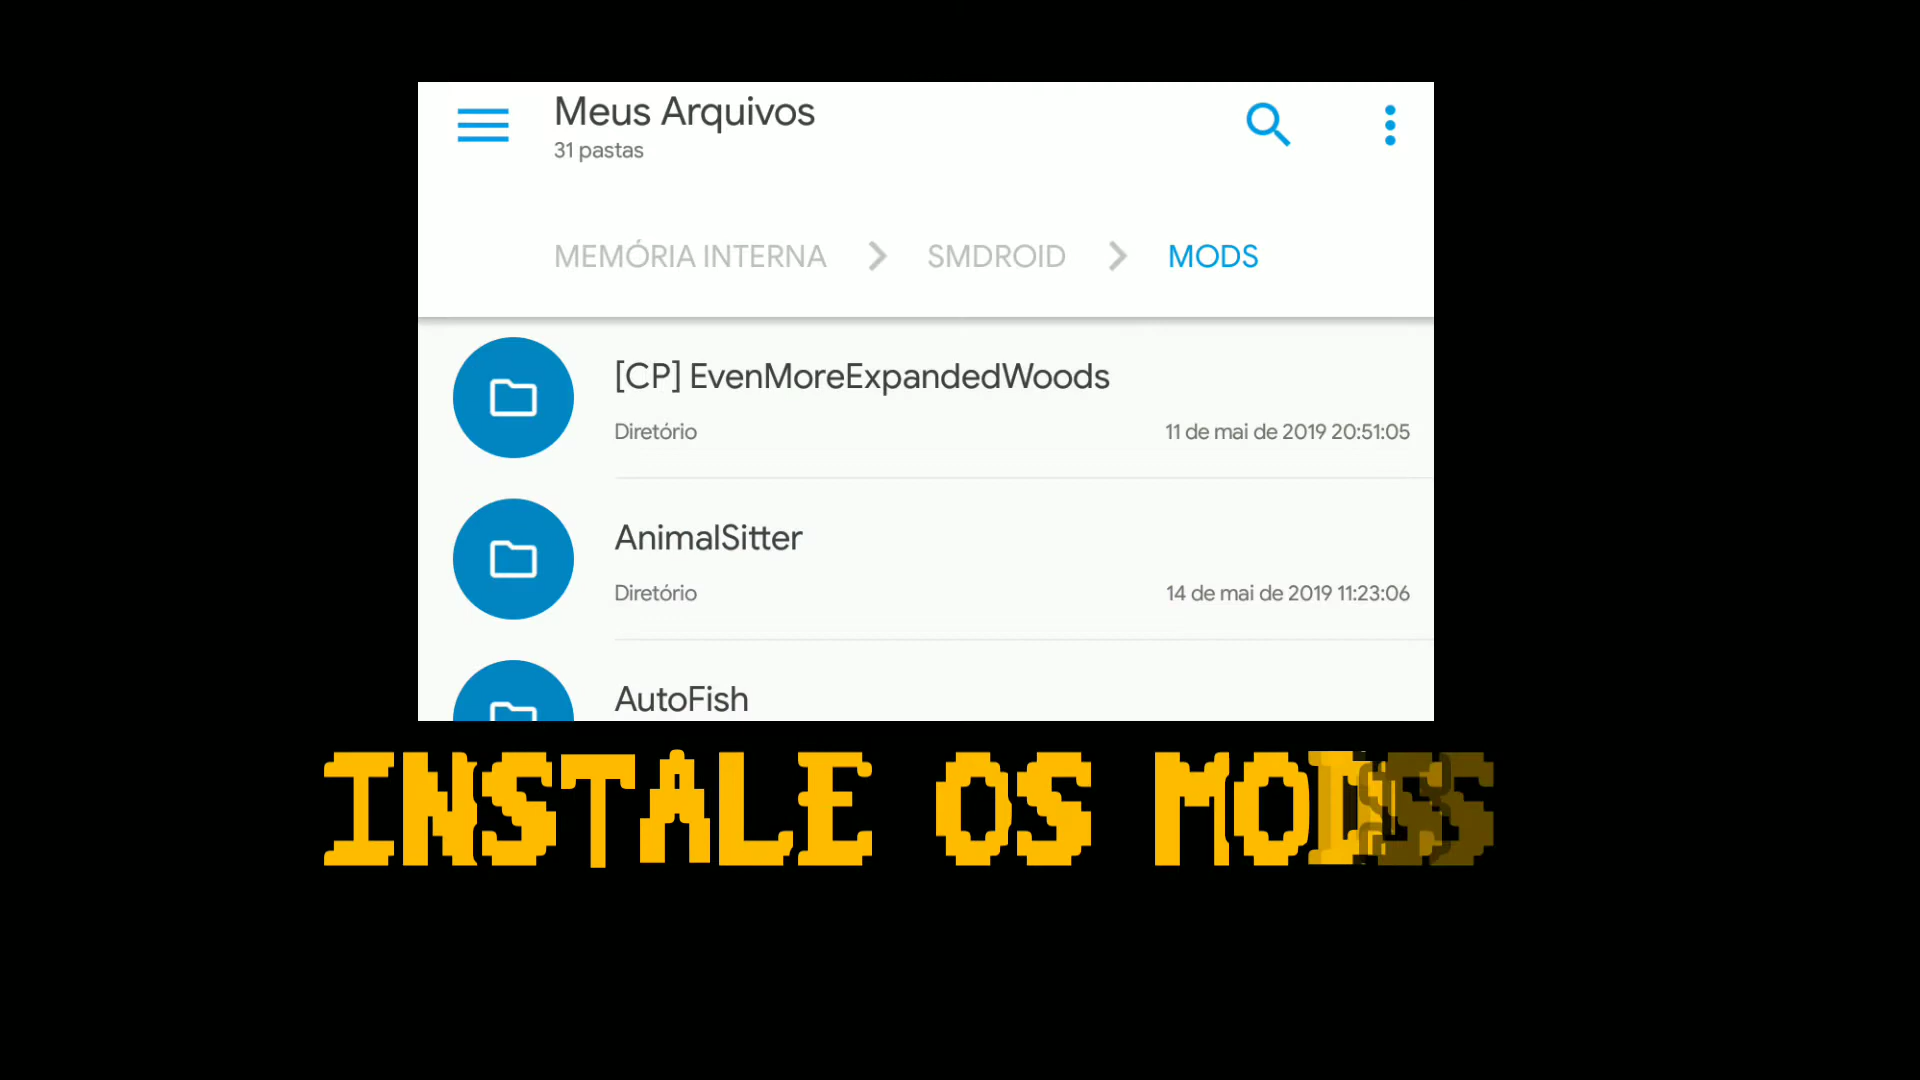 Meus Arquivos
31 pastas
MEMÓRIA INTERNA > SMDROID > MODS
[CP] EvenMoreExpandedWoods
Diretório 11 de mai de 2019 20:51:05
AnimalSitter
Diretório 14 de mai de 2019 11:23:06
AutoFish
INSTALE OS MODS